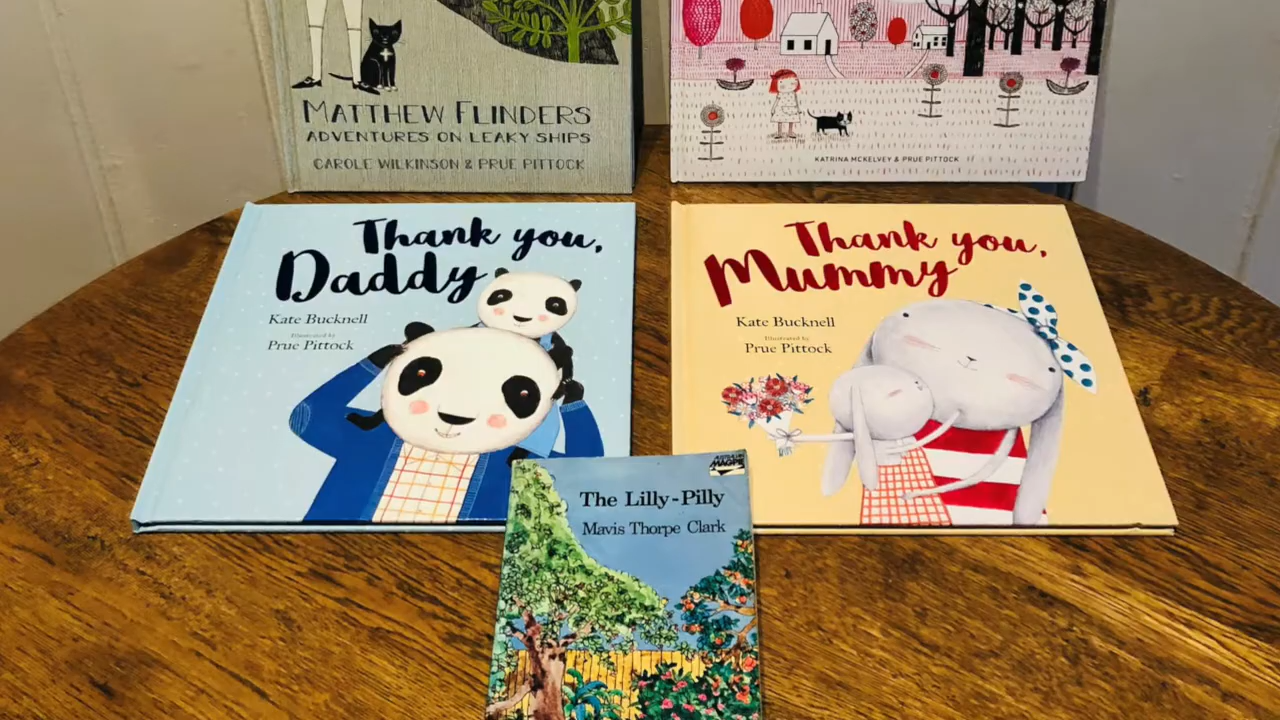 MATTHEW FLINDERS
ADVENTURES ON LEAKY SHIPS
CAROLE WILKINSON & PRUE PITTOCK
KATRINA MCKELVEY & PRUE PITTOCK
Thank you,
Daddy
Kate Bucknell
Illustrated by
Prue Pittock
Thank you,
Mummy
Kate Bucknell
Illustrated by
Prue Pittock
AUSTRALIAN
MAGPIE
The Lilly-Pilly
Mavis Thorpe Clark